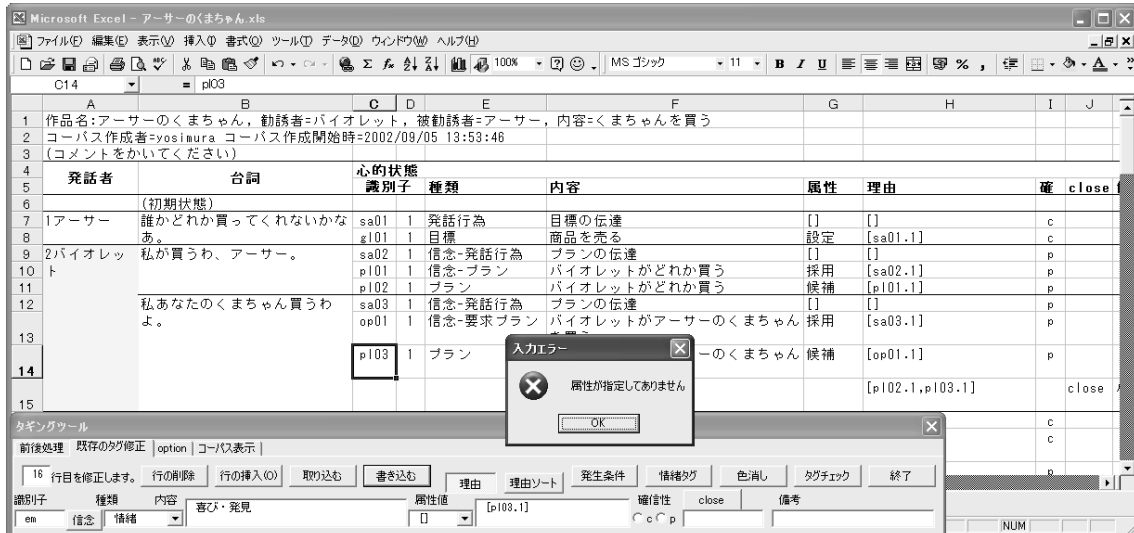 Microsoft Excel - アーサーのくまちゃん.xls
ファイル(F) 編集(E) 表示(V) 挿入(I) 書式(O) ツール(T) データ(D) ウィンドウ(W) ヘルプ(H)
100% MS ゴシック 11 B I U % ,
C14 = pl03
A B C D E F G H I J
1 作品名:アーサーのくまちゃん, 勧誘者=バイオレット, 被勧誘者=アーサー, 内容=くまちゃんを買う
2 コーパス作成者=yosimura コーパス作成開始時=2002/09/05 13:53:46
3 (コメントをかいてください)
4 発話者 台詞 心的状態
5 識別子 種類 内容 属性 理由 確 close
6 (初期状態)
7 1アーサー 誰かどれか買ってくれないかな sa01 1 発話行為 目標の伝達 [] [] c
8 あ。 gl01 1 目標 商品を売る 設定 [sa01.1] c
9 2バイオレッ 私が買うわ、アーサー。 sa02 1 信念-発話行為 プランの伝達 [] [] p
10 ト pl01 1 信念-プラン バイオレットがどれか買う 採用 [sa02.1] p
11 pl02 1 プラン バイオレットがどれか買う 候補 [pl01.1] p
12 私あなたのくまちゃん買うわ sa03 1 信念-発話行為 プランの伝達 [] [] p
13 よ。 op01 1 信念-要求プラン バイオレットがアーサーのくまちゃん 採用 [sa03.1] p
14 pl03 1 プラン ーのくまちゃん 候補 [op01.1] p
15 [pl02.1,pl03.1] close
入力エラー
属性が指定してありません
OK
c
c
p
タギングツール
前後処理 既存のタグ修正 option コーパス表示
16 行目を修正します。 行の削除 行の挿入(O) 取り込む 書き込む 理由 理由ソート 発生条件 情緒タグ 色消し タグチェック 終了
識別子 種類 内容 属性値 確信性 close 備考
em 信念 情緒 喜び・発見 [] [pl03.1] c p
NUM